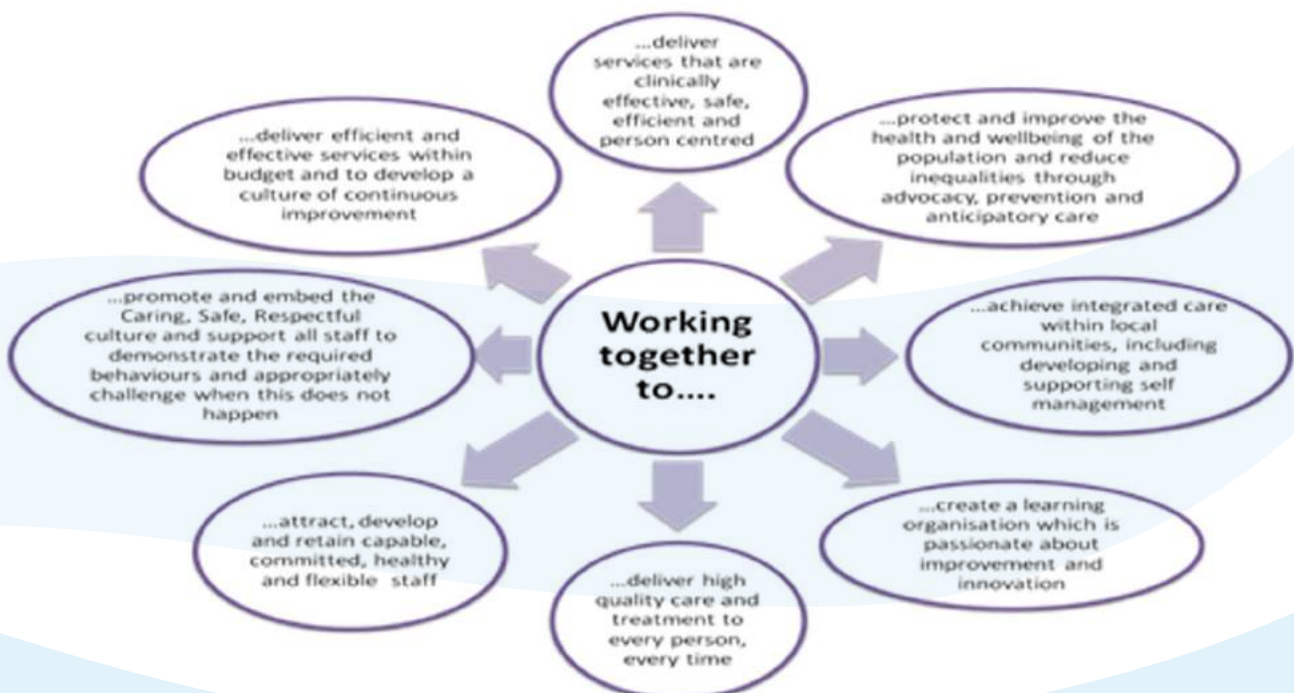 Working
together
to....
...deliver
services that are
clinically
effective, safe,
efficient and
person centred
...protect and improve the
health and wellbeing of the
population and reduce
inequalities through
advocacy, prevention and
anticipatory care
...achieve integrated care
within local
communities, including
developing and
supporting self
management
...create a learning
organisation which is
passionate about
improvement and
innovation
...deliver high
quality care and
treatment to
every person,
every time
...attract, develop
and retain capable,
committed, healthy
and flexible staff
...promote and embed the
Caring, Safe, Respectful
culture and support all staff to
demonstrate the required
behaviours and appropriately
challenge when this does not
happen
...deliver efficient and
effective services within
budget and to develop a
culture of continuous
improvement